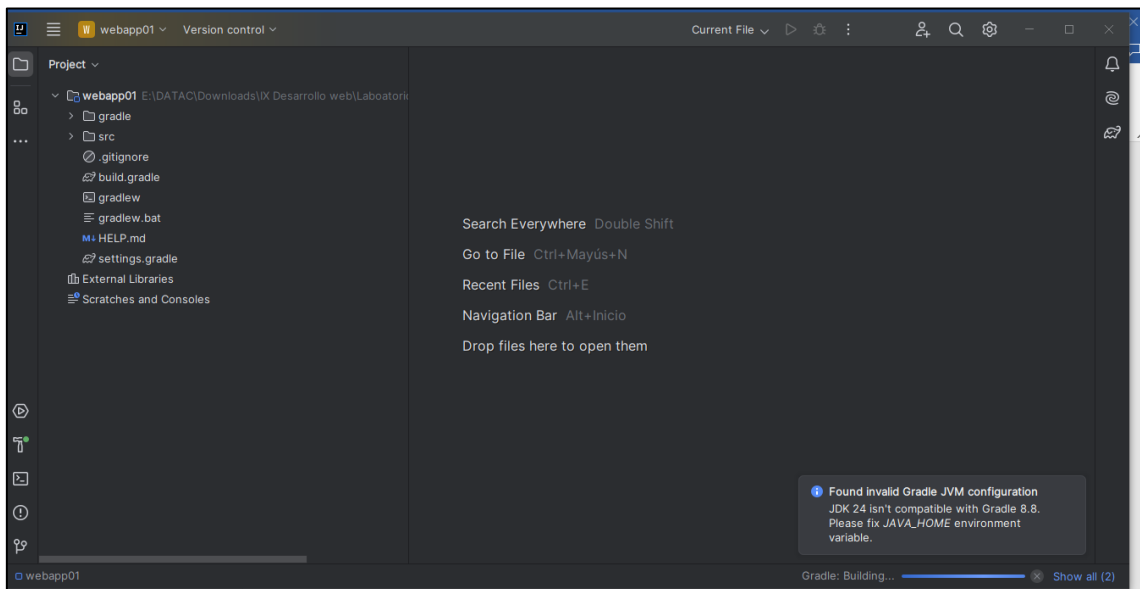 IJ
W webapp01 Version control
Current File
Project
webapp01 E:\DATAC\Downloads\IX Desarrollo web\Laboatorio
gradle
src
.gitignore
build.gradle
gradlew
gradlew.bat
M↓ HELP.md
settings.gradle
External Libraries
Scratches and Consoles
Search Everywhere Double Shift
Go to File Ctrl+Mayús+N
Recent Files Ctrl+E
Navigation Bar Alt+Inicio
Drop files here to open them
Found invalid Gradle JVM configuration
JDK 24 isn't compatible with Gradle 8.8.
Please fix JAVA_HOME environment
variable.
webapp01
Gradle: Building...
Show all (2)